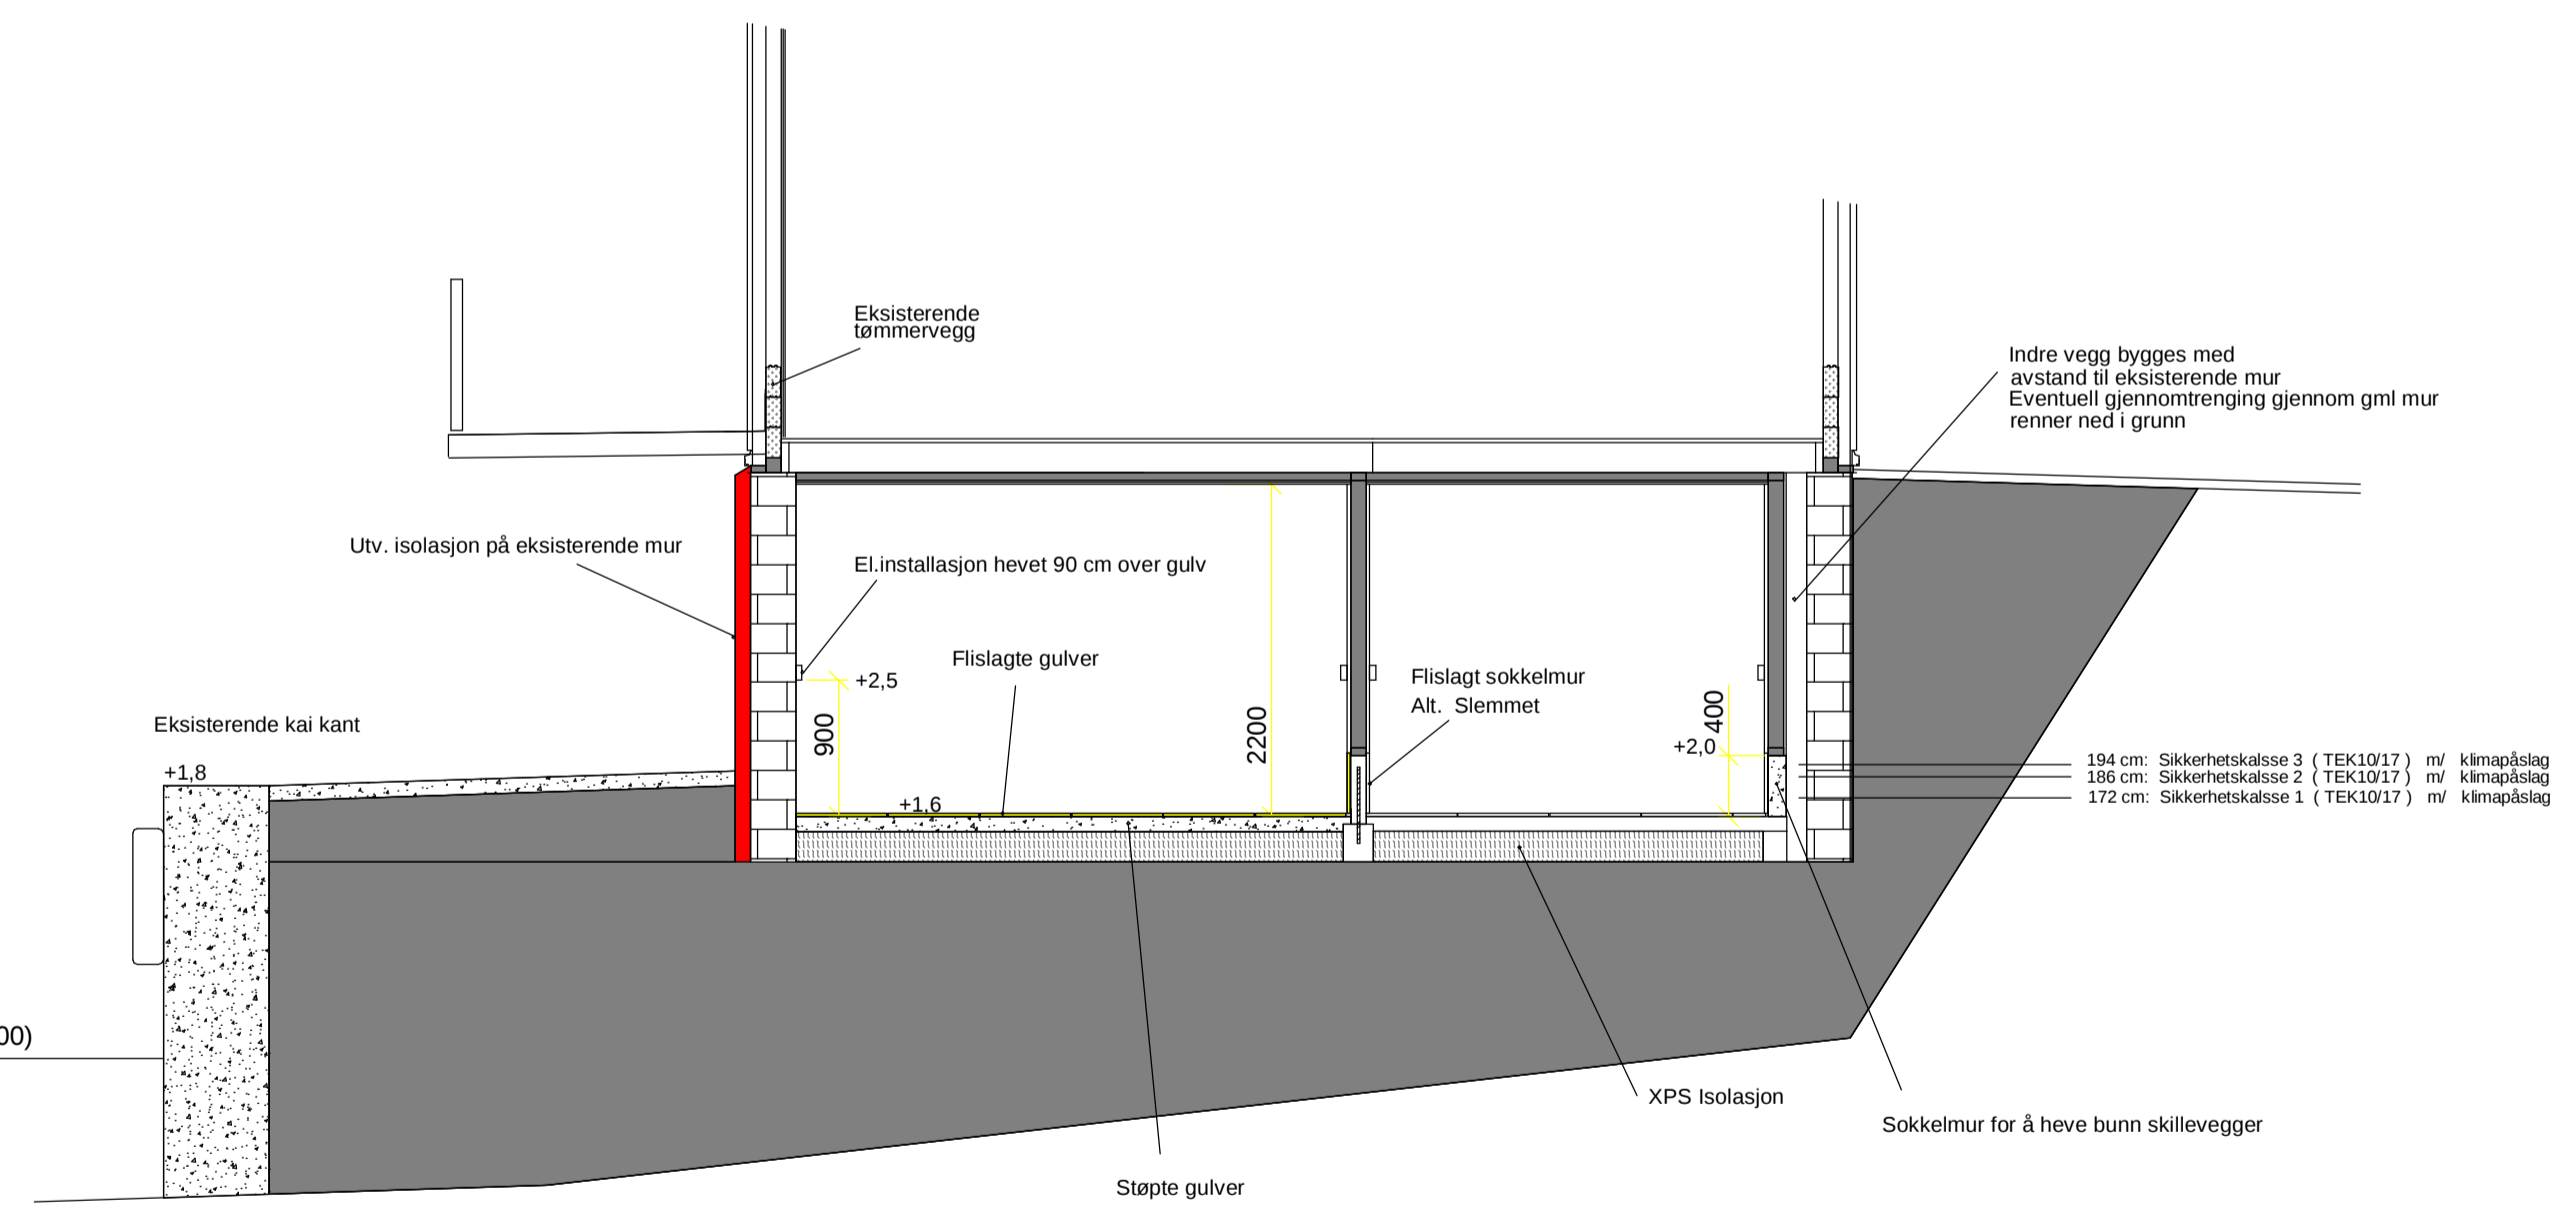 Eksisterende
tømmervegg
Indre vegg bygges med
avstand til eksisterende mur
Eventuell gjennomtrenging gjennom gml mur
renner ned i grunn
Utv. isolasjon på eksisterende mur
El.installasjon hevet 90 cm over gulv
Flislagte gulver
+2,5
Flislagt sokkelmur
Alt. Slemmet
900
2200
400
Eksisterende kai kant
+1,8
+1,6
+2,0
194 cm: Sikkerhetskalsse 3 ( TEK10/17 ) m/ klimapåslag
186 cm: Sikkerhetskalsse 2 ( TEK10/17 ) m/ klimapåslag
172 cm: Sikkerhetskalsse 1 ( TEK10/17 ) m/ klimapåslag
00)
XPS Isolasjon
Sokkelmur for å heve bunn skillevegger
Støpte gulver